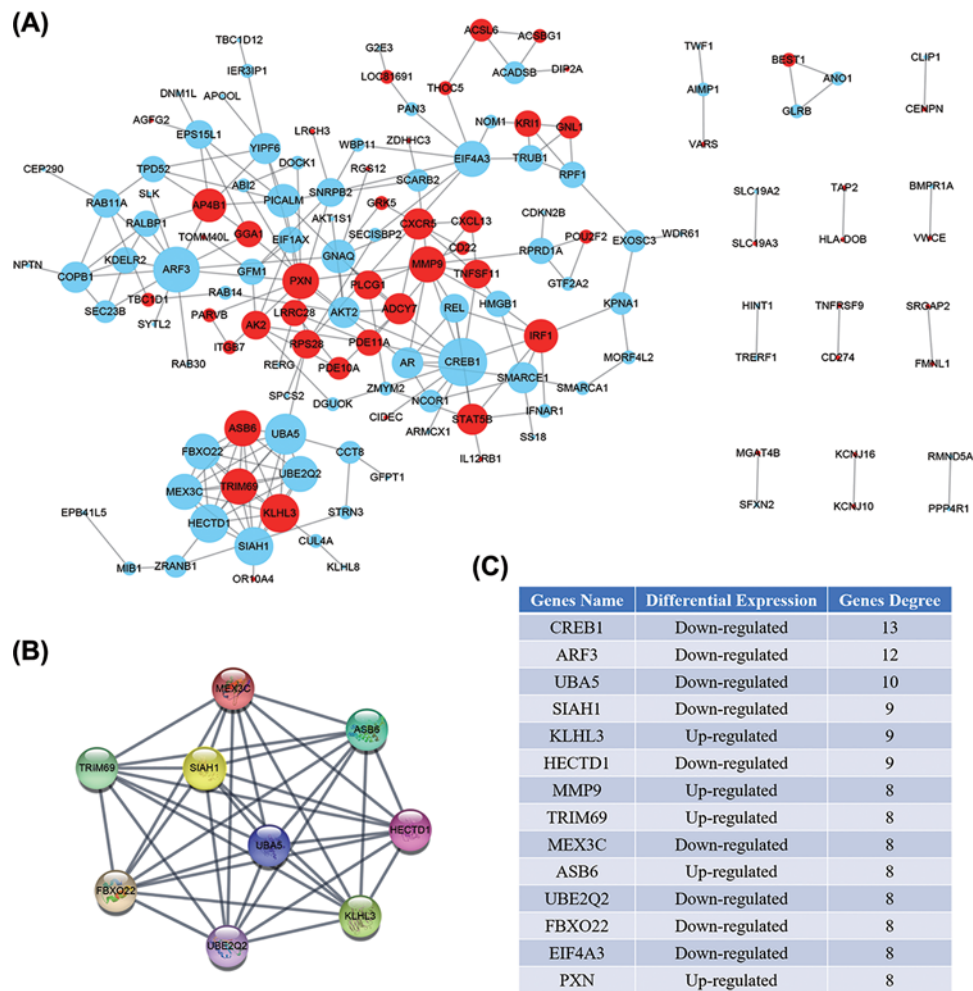 (A)
TBC1D12
G2E3
ACSL6
ACSBG1
TWF1
BEST1
CLIP1
IER3IP1
LOC81691
ACADSB
DIP2A
ANO1
DNM1L
APOOL
THOC5
AIMP1
GLRB
CENPN
AGFG2
PAN3
NOM1
KRI1
GNL1
EPS15L1
LRCH3
ZDHHC3
VARS
YIPF6
WBP11
EIF4A3
TRUB1
CEP290
TPD52
DOCK1
RGS12
SCARB2
RPF1
SLK
ABI2
SNRPB2
RAB11A
AP4B1
PICALM
AKT1S1
GRK5
CXCR5
CXCL13
CDKN2B
SLC19A2
TAP2
BMPR1A
RALBP1
GGA1
EIF1AX
SECISBP2
CD22
POU2F2
EXOSC3
WDR61
TOMM40L
GNAQ
RPRD1A
SLC19A3
HLA-DOB
VWCE
NPTN
COPB1
KDELR2
ARF3
GFM1
PXN
PLCG1
MMP9
TNFSF11
GTF2A2
TBC1D1
RAB14
HMGB1
KPNA1
SEC23B
SYTL2
PARVB
LRRC28
AKT2
ADCY7
REL
HINT1
TNFRSF9
SRGAP2
AK2
IRF1
ITGB7
RPS28
PDE11A
MORF4L2
TRERF1
CD274
FMNL1
RAB30
RERG
PDE10A
AR
CREB1
SMARCE1
SMARCA1
SPCS2
DGUOK
ZMYM2
NCOR1
CIDEC
STAT5B
IFNAR1
ARMCX1
SS18
ASB6
UBA5
IL12RB1
FBXO22
CCT8
MGAT4B
KCNJ16
RMND5A
UBE2Q2
GFPT1
MEX3C
TRIM69
KLHL3
SFXN2
KCNJ10
PPP4R1
EPB41L5
HECTD1
STRN3
SIAH1
CUL4A
MIB1
ZRANB1
KLHL8
OR10A4
(C)
Genes Name Differential Expression Genes Degree
CREB1 Down-regulated 13
ARF3 Down-regulated 12
UBA5 Down-regulated 10
SIAH1 Down-regulated 9
KLHL3 Up-regulated 9
HECTD1 Down-regulated 9
MMP9 Up-regulated 8
TRIM69 Up-regulated 8
MEX3C Down-regulated 8
ASB6 Up-regulated 8
UBE2Q2 Down-regulated 8
FBXO22 Down-regulated 8
EIF4A3 Down-regulated 8
PXN Up-regulated 8
(B)
MEX3C
ASB6
TRIM69
SIAH1
HECTD1
UBA5
FBXO22
KLHL3
UBE2Q2